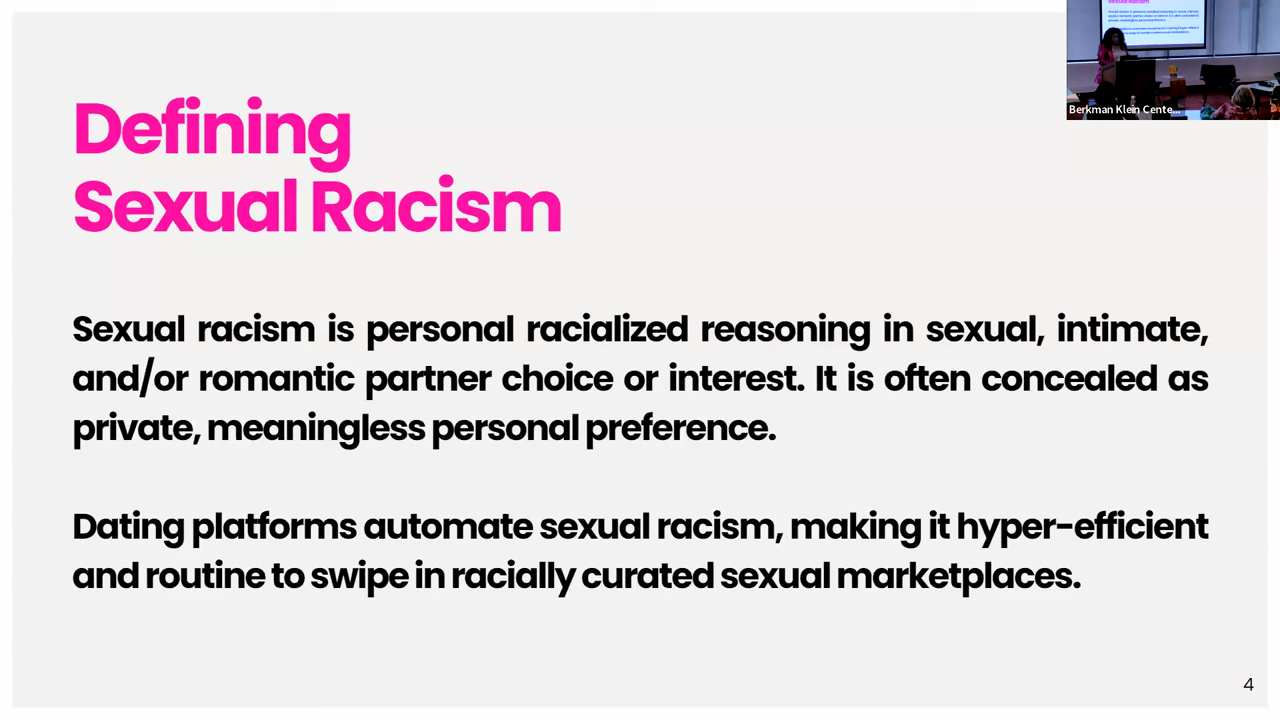 Defining
Sexual Racism
Sexual racism is personal racialized reasoning in sexual, intimate,
and/or romantic partner choice or interest. It is often concealed as
private, meaningless personal preference.
Dating platforms automate sexual racism, making it hyper-efficient
and routine to swipe in racially curated sexual marketplaces.
4
Berkman Klein Cente...